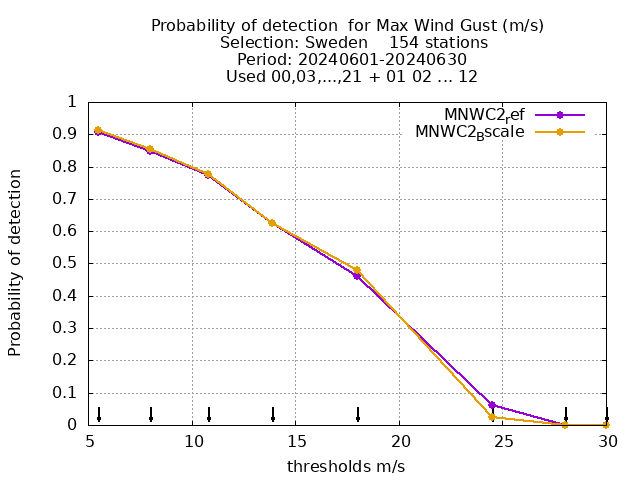 Probability of detection  for Max Wind Gust (m/s)
Selection: Sweden    154 stations
Period: 20240601-20240630
Used 00,03,...,21 + 01 02 ... 12
MNWC2ref
MNWC2Bscale
1
0.9
0.8
0.7
0.6
0.5
0.4
0.3
0.2
0.1
0
Probability of detection
5 10 15 20 25 30
thresholds m/s